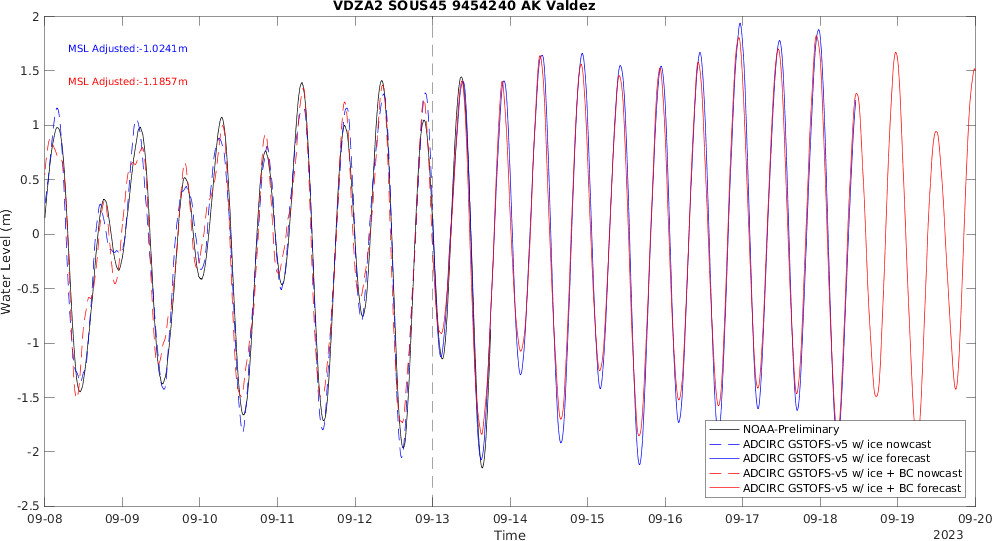 VDZA2 SOUS45 9454240 AK Valdez
MSL Adjusted:-1.0241m
MSL Adjusted:-1.1857m
Water Level (m)
2
1.5
1
0.5
0
-0.5
-1
-1.5
-2
-2.5
NOAA-Preliminary
ADCIRC GSTOFS-v5 w/ ice nowcast
ADCIRC GSTOFS-v5 w/ ice forecast
ADCIRC GSTOFS-v5 w/ ice + BC nowcast
ADCIRC GSTOFS-v5 w/ ice + BC forecast
09-08 09-09 09-10 09-11 09-12 09-13 09-14 09-15 09-16 09-17 09-18 09-19 09-20
Time
2023